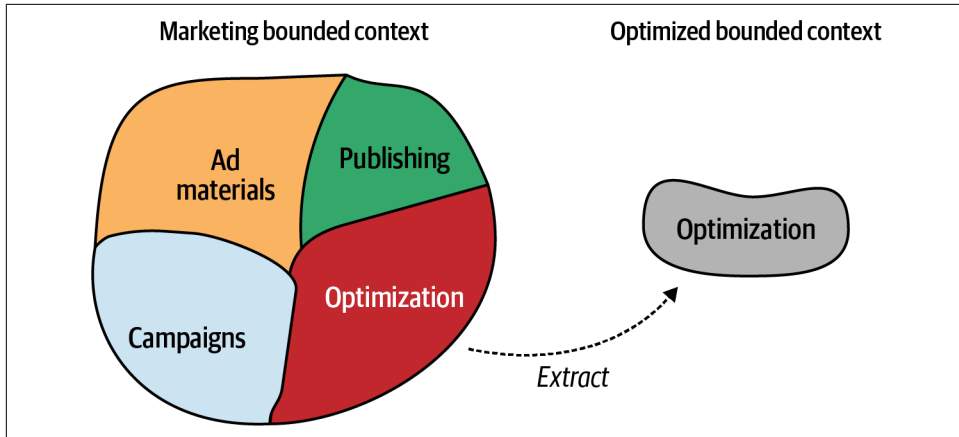 Marketing bounded context
Optimized bounded context
Ad
materials
Publishing
Optimization
Campaigns
Optimization
Extract